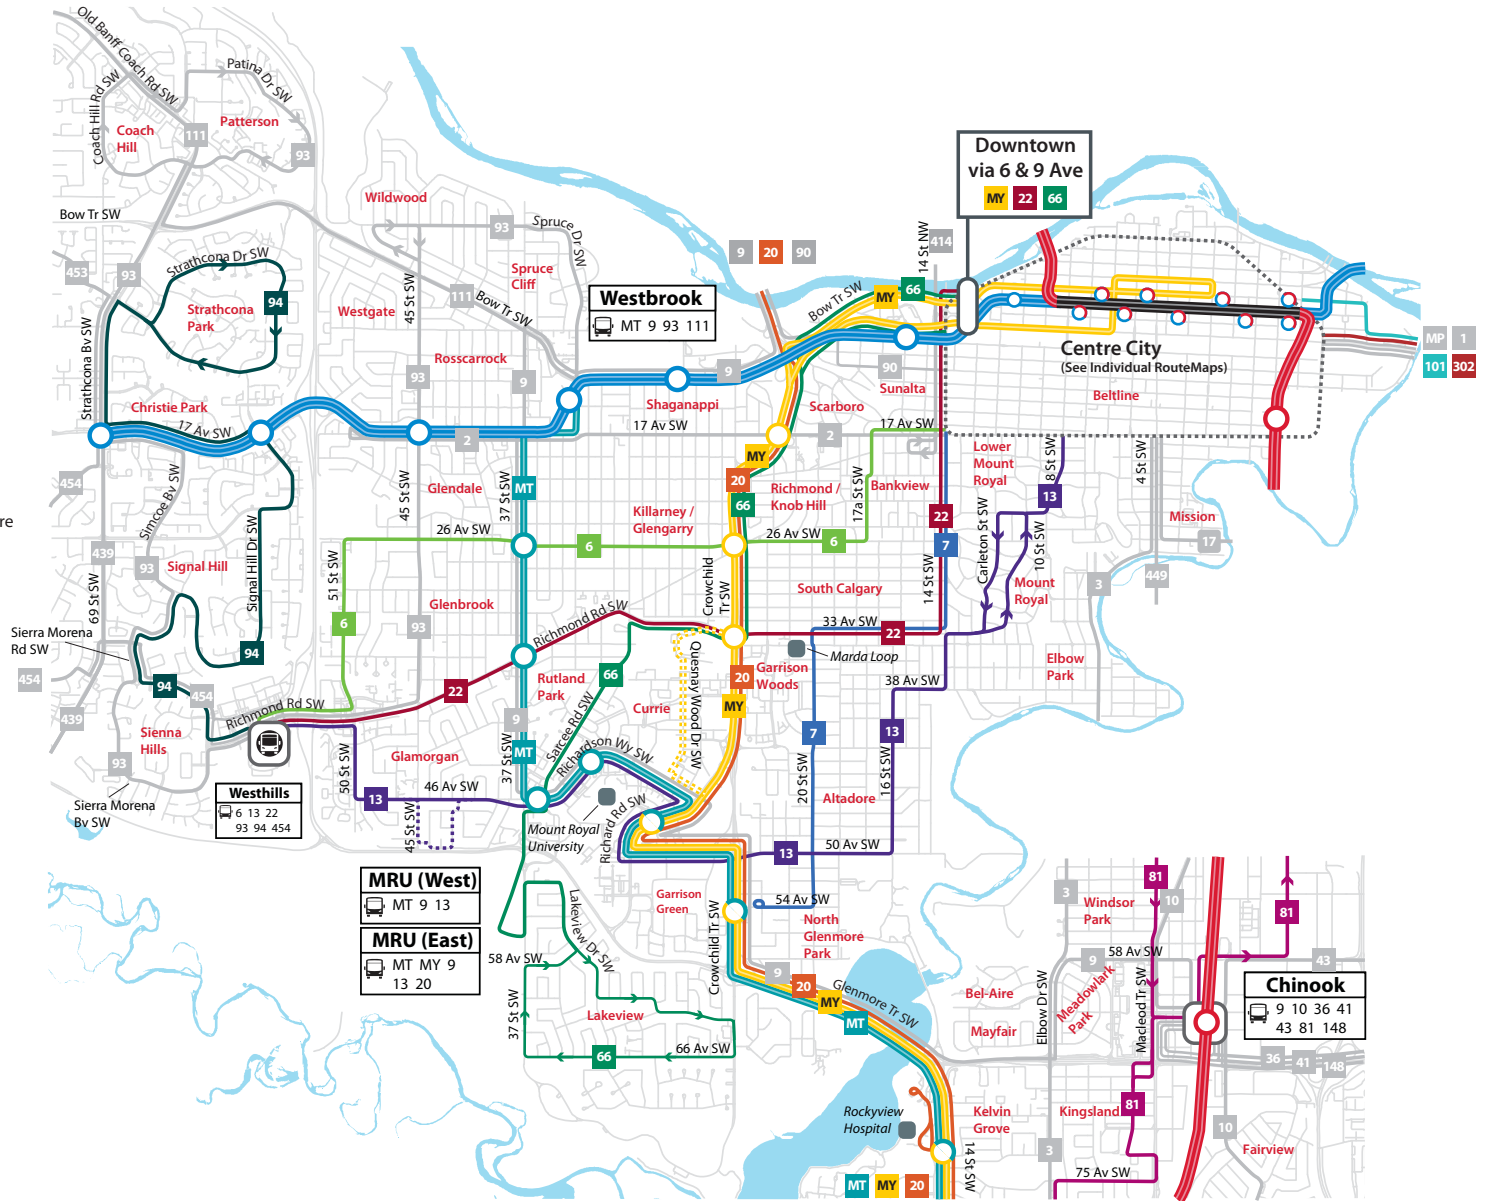 Old Banff Coach Rd SW
Patina Dr SW
Coach Hill Rd SW
Coach
Hill
111
Patterson
93
Bow Tr SW
453
93
Strathcona Dr SW
94
Strathcona
Park
Strathcona Bv SW
Christie Park
17 Av SW
Wildwood
93
Spruce Dr SW
Spruce
Cliff
45 St SW
111
Bow Tr SW
Westgate
Rosscarrock
93
9
Westbrook
MT 9 93 111
9 20 90
414
14 St NW
Downtown
via 6 & 9 Ave
MY 22 66
MY
66
Bow Tr SW
9
90
Sunalta
Shaganappi
Scarboro
17 Av SW
2
2
17 Av SW
Centre City
(See Individual RouteMaps)
Beltline
MP 1
101 302
454
Simcoe Bv SW
re
439
93
Signal Hill
69 St SW
Signal Hill Dr SW
Sierra Morena
Rd SW
94
94
454
454
439
Sienna
Hills
93
Sierra Morena
Bv SW
Richmond Rd SW
Westhills
6 13 22
93 94 454
45 St SW
Glendale
37 St SW
MT
26 Av SW
6
51 St SW
6
Glenbrook
93
Killarney /
Glengarry
MY
20
66
Richmond /
Knob Hill
17a St SW
Bankview
26 Av SW
6
22
7
14 St SW
Lower
Mount
Royal
8 St SW
13
Carleton St SW
10 St SW
Mount
Royal
4 St SW
Mission
17
449
3
Crowchild
Tr SW
South Calgary
33 Av SW
22
Marda Loop
Richmond Rd SW
22
Rutland
Park
66
Sarcee Rd SW
Currie
Quesnay Wood Dr SW
20
MY
Garrison
Woods
38 Av SW
Elbow
Park
7
13
20 St SW
16 St SW
Altadore
50 St SW
Glamorgan
46 Av SW
13
45 St SW
9
37 St SW
MT
Richardson Wy SW
Mount Royal
University
Richard Rd SW
13
50 Av SW
MRU (West)
MT 9 13
MRU (East)
MT MY 9
13 20
Lakeview Dr SW
58 Av SW
37 St SW
Lakeview
66
66 Av SW
Garrison
Green
Crowchild Tr SW
54 Av SW
North
Glenmore
Park
9
20
MY
MT
Glenmore Tr SW
Bel-Aire
Mayfair
Rockyview
Hospital
Kelvin
Grove
14 St SW
MT MY 20
3
Windsor
Park
81
10
81
58 Av SW
9
43
Meadowlark
Park
Elbow Dr SW
Macleod Tr SW
Chinook
9 10 36 41
43 81 148
36
41
148
Kingsland
81
10
3
Fairview
75 Av SW